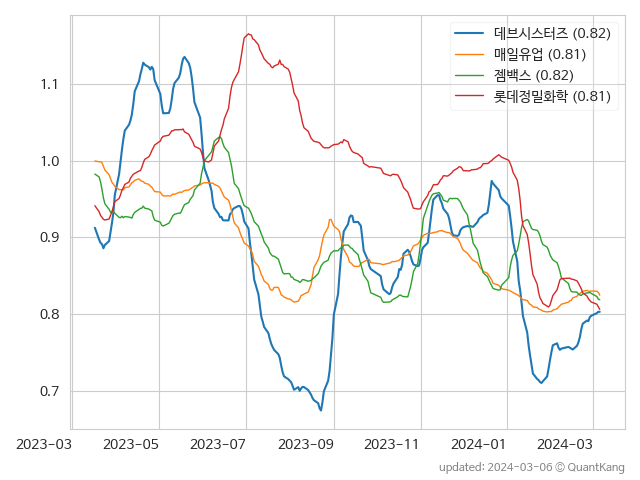 데브시스터즈 (0.82)
매일유업 (0.81)
젬백스 (0.82)
롯데정밀화학 (0.81)
1.1
1.0
0.9
0.8
0.7
2023-03 2023-05 2023-07 2023-09 2023-11 2024-01 2024-03
updated: 2024-03-06 © QuantKang